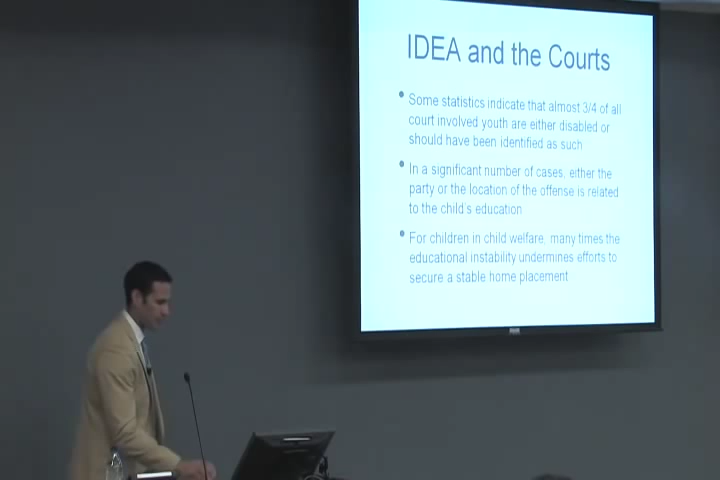 IDEA and the Courts
• Some statistics indicate that almost 3/4 of all
court involved youth are either disabled or
should have been identified as such
• In a significant number of cases, either the
party or the location of the offense is related
to the child's education
• For children in child welfare, many times the
educational instability undermines efforts to
secure a stable home placement